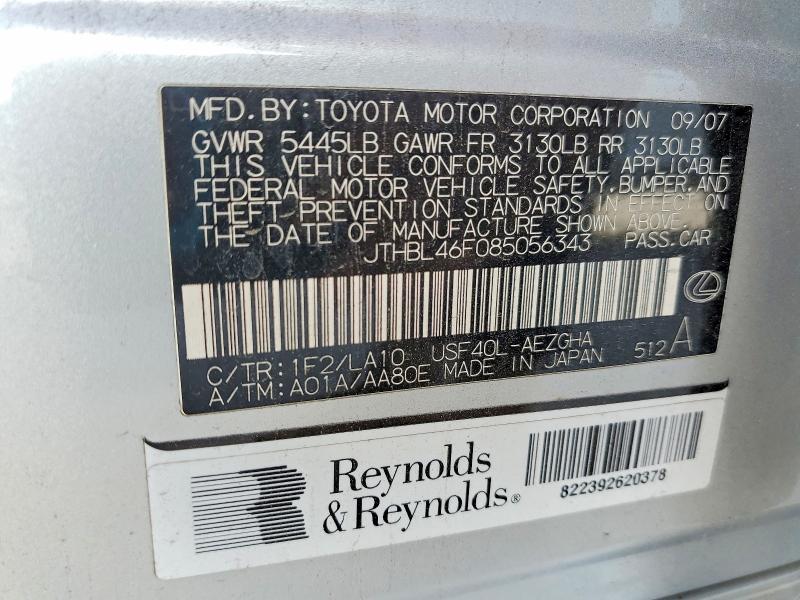 MFD. BY: TOYOTA MOTOR CORPORATION 09/07
GVWR 5445LB GAWR FR 3130LB RR 3130LB
THIS VEHICLE CONFORMS TO ALL APPLICABLE
FEDERAL MOTOR VEHICLE SAFETY, BUMPER, AND
THEFT PREVENTION STANDARDS IN EFFECT ON
THE DATE OF MANUFACTURE SHOWN ABOVE.
JTHBL46F085056343 PASS. CAR
C/TR: 1F2/LA10 USF40L-AEZGHA
A/TM: A01A/AA80E MADE IN JAPAN 512 A
Reynolds
& Reynolds®
822392620378